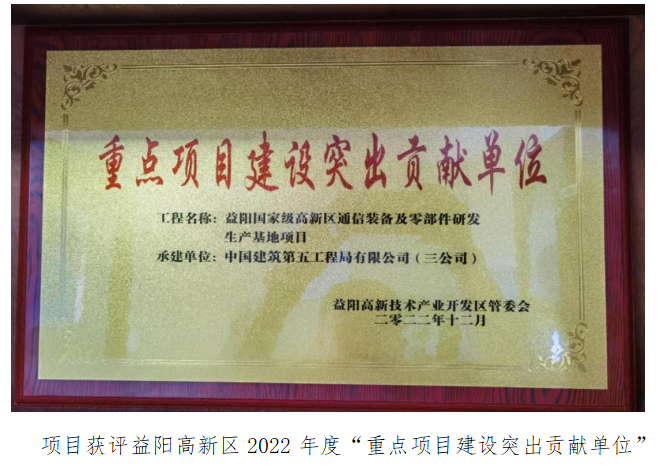 重点项目建设突出贡献单位
工程名称：益阳国家级高新区通信装备及零部件研发
生产基地项目
承建单位：中国建筑第五工程局有限公司（三公司）
益阳高新技术产业开发区管委会
二零二二年十二月
项目获评益阳高新区 2022 年度“重点项目建设突出贡献单位”